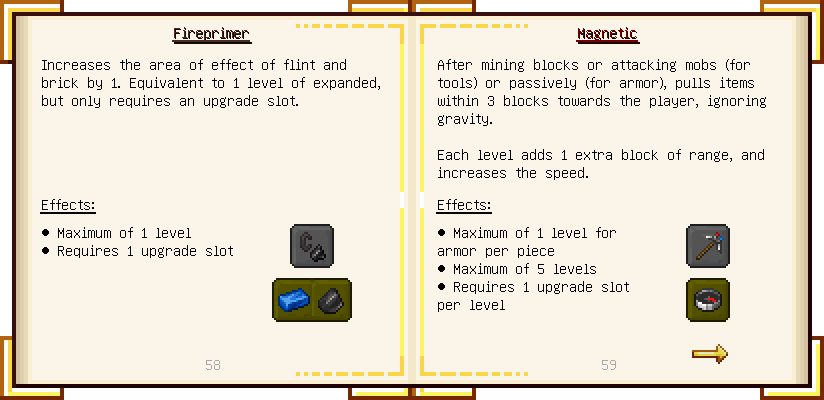 Fireprimer
Increases the area of effect of flint and
brick by 1. Equivalent to 1 level of expanded,
but only requires an upgrade slot.
Effects:
● Maximum of 1 level
● Requires 1 upgrade slot
58
Magnetic
After mining blocks or attacking mobs (for
tools) or passively (for armor), pulls items
within 3 blocks towards the player, ignoring
gravity.
Each level adds 1 extra block of range, and
increases the speed.
Effects:
● Maximum of 1 level for
armor per piece
● Maximum of 5 levels
● Requires 1 upgrade slot
per level
59